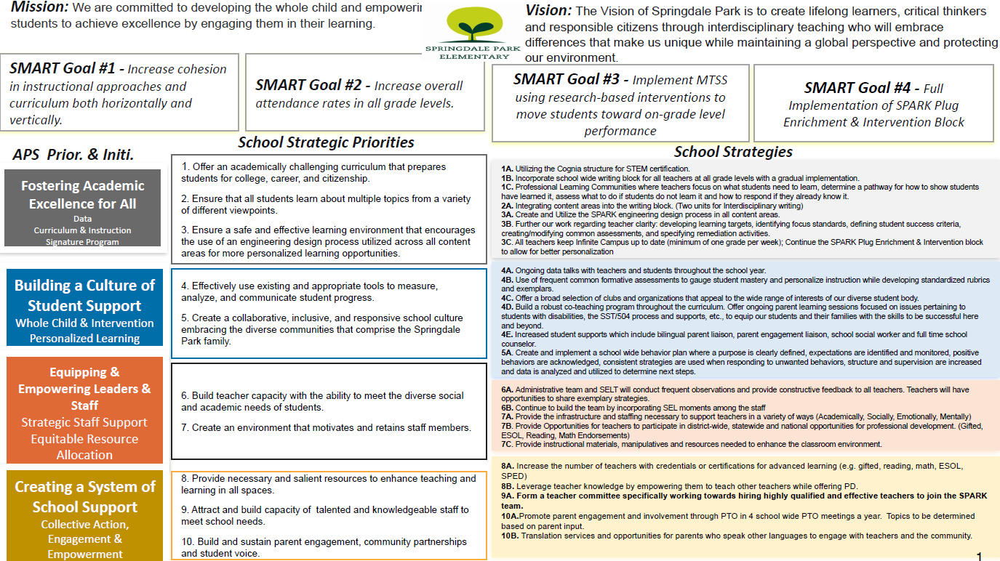 Mission: We are committed to developing the whole child and empowerin
students to achieve excellence by engaging them in their learning.
SPRINGDALE PARK
ELEMENTARY
Vision: The Vision of Springdale Park is to create lifelong learners, critical thinkers
and responsible citizens through interdisciplinary teaching who will embrace
differences that make us unique while maintaining a global perspective and protecting
our environment.
SMART Goal #1 - Increase cohesion
in instructional approaches and
curriculum both horizontally and
vertically.
SMART Goal #2 - Increase overall
attendance rates in all grade levels.
SMART Goal #3 - Implement MTSS
using research-based interventions to
move students toward on-grade level
performance
SMART Goal #4 - Full
Implementation of SPARK Plug
Enrichment & Intervention Block
APS Prior. & Initi.
School Strategic Priorities
School Strategies
Fostering Academic
Excellence for All
Data
Curriculum & Instruction
Signature Program
1. Offer an academically challenging curriculum that prepares
students for college, career, and citizenship.
2. Ensure that all students learn about multiple topics from a variety
of different viewpoints.
3. Ensure a safe and effective learning environment that encourages
the use of an engineering design process utilized across all content
areas for more personalized learning opportunities.
1A. Utilizing the Cognia structure for STEM certification.
1B. Incorporate school wide writing block for all teachers at all grade levels with a gradual implementation.
1C. Professional Learning Communities where teachers focus on what students need to learn, determine a pathway for how to show students
have learned it, assess what to do if students do not learn it and how to respond if they already know it.
2A. Integrating content areas into the writing block. (Two units for Interdisciplinary writing)
3A. Create and Utilize the SPARK engineering design process in all content areas.
3B. Further our work regarding teacher clarity: developing learning targets, identifying focus standards, defining student success criteria,
creating/modifying common assessments, and specifying remediation activities.
3C. All teachers keep Infinite Campus up to date (minimum of one grade per week); Continue the SPARK Plug Enrichment & Intervention block
to allow for better personalization
Building a Culture of
Student Support
Whole Child & Intervention
Personalized Learning
4. Effectively use existing and appropriate tools to measure,
analyze, and communicate student progress.
5. Create a collaborative, inclusive, and responsive school culture
embracing the diverse communities that comprise the Springdale
Park family.
4A. Ongoing data talks with teachers and students throughout the school year.
4B. Use of frequent common formative assessments to gauge student mastery and personalize instruction while developing standardized rubrics
and exemplars.
4C. Offer a broad selection of clubs and organizations that appeal to the wide range of interests of our diverse student body.
4D. Build a robust co-teaching program throughout the curriculum. Offer ongoing parent learning sessions focused on issues pertaining to
students with disabilities, the SST/504 process and supports, etc., to equip our students and their families with the skills to be successful here
and beyond.
4E. Increased student supports which include bilingual parent liaison, parent engagement liaison, school social worker and full time school
counselor.
5A. Create and implement a school wide behavior plan where a purpose is clearly defined, expectations are identified and monitored, positive
behaviors are acknowledged, consistent strategies are used when responding to unwanted behaviors, structure and supervision are increased
and data is analyzed and utilized to determine next steps.
Equipping &
Empowering Leaders &
Staff
Strategic Staff Support
Equitable Resource
Allocation
6. Build teacher capacity with the ability to meet the diverse social
and academic needs of students.
7. Create an environment that motivates and retains staff members.
6A. Administrative team and SELT will conduct frequent observations and provide constructive feedback to all teachers. Teachers will have
opportunities to share exemplary strategies.
6B. Continue to build the team by incorporating SEL moments among the staff
7A. Provide the infrastructure and staffing necessary to support teachers in a variety of ways (Academically, Socially, Emotionally, Mentally)
7B. Provide Opportunities for teachers to participate in district-wide, statewide and national opportunities for professional development. (Gifted,
ESOL, Reading, Math Endorsements)
7C. Provide instructional materials, manipulatives and resources needed to enhance the classroom environment.
Creating a System of
School Support
Collective Action,
Engagement &
Empowerment
8. Provide necessary and salient resources to enhance teaching and
learning in all spaces.
9. Attract and build capacity of talented and knowledgeable staff to
meet school needs.
10. Build and sustain parent engagement, community partnerships
and student voice.
8A. Increase the number of teachers with credentials or certifications for advanced learning (e.g. gifted, reading, math, ESOL,
SPED)
8B. Leverage teacher knowledge by empowering them to teach other teachers while offering PD.
9A. Form a teacher committee specifically working towards hiring highly qualified and effective teachers to join the SPARK
team.
10A.Promote parent engagement and involvement through PTO in 4 school wide PTO meetings a year. Topics to be determined
based on parent input.
10B. Translation services and opportunities for parents who speak other languages to engage with teachers and the community.
1